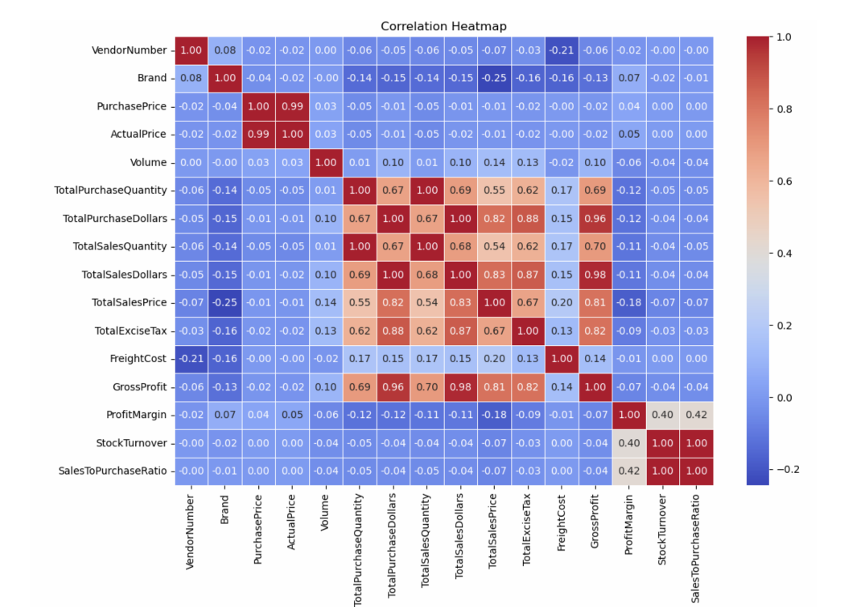 Correlation Heatmap
VendorNumber 1.00 0.08 -0.02 -0.02 0.00 -0.06 -0.05 -0.06 -0.05 -0.07 -0.03 -0.21 -0.06 -0.02 -0.00 -0.00
Brand 0.08 1.00 -0.04 -0.02 -0.00 -0.14 -0.15 -0.14 -0.15 -0.25 -0.16 -0.16 -0.13 0.07 -0.02 -0.01
PurchasePrice -0.02 -0.04 1.00 0.99 0.03 -0.05 -0.01 -0.05 -0.01 -0.01 -0.02 -0.00 -0.02 0.04 0.00 0.00
ActualPrice -0.02 -0.02 0.99 1.00 0.03 -0.05 -0.01 -0.05 -0.02 -0.01 -0.02 -0.00 -0.02 0.05 0.00 0.00
Volume 0.00 -0.00 0.03 0.03 1.00 0.01 0.10 0.01 0.10 0.14 0.13 -0.02 0.10 -0.06 -0.04 -0.04
TotalPurchaseQuantity -0.06 -0.14 -0.05 -0.05 0.01 1.00 0.67 1.00 0.69 0.55 0.62 0.17 0.69 -0.12 -0.05 -0.05
TotalPurchaseDollars -0.05 -0.15 -0.01 -0.01 0.10 0.67 1.00 0.67 1.00 0.82 0.88 0.15 0.96 -0.12 -0.04 -0.04
TotalSalesQuantity -0.06 -0.14 -0.05 -0.05 0.01 1.00 0.67 1.00 0.68 0.54 0.62 0.17 0.70 -0.11 -0.04 -0.05
TotalSalesDollars -0.05 -0.15 -0.01 -0.02 0.10 0.69 1.00 0.68 1.00 0.83 0.87 0.15 0.98 -0.11 -0.04 -0.04
TotalSalesPrice -0.07 -0.25 -0.01 -0.01 0.14 0.55 0.82 0.54 0.83 1.00 0.67 0.20 0.81 -0.18 -0.07 -0.07
TotalExciseTax -0.03 -0.16 -0.02 -0.02 0.13 0.62 0.88 0.62 0.87 0.67 1.00 0.13 0.82 -0.09 -0.03 -0.03
FreightCost -0.21 -0.16 -0.00 -0.00 -0.02 0.17 0.15 0.17 0.15 0.20 0.13 1.00 0.14 -0.01 0.00 0.00
GrossProfit -0.06 -0.13 -0.02 -0.02 0.10 0.69 0.96 0.70 0.98 0.81 0.82 0.14 1.00 -0.07 -0.04 -0.04
ProfitMargin -0.02 0.07 0.04 0.05 -0.06 -0.12 -0.12 -0.11 -0.11 -0.18 -0.09 -0.01 -0.07 1.00 0.40 0.42
StockTurnover -0.00 -0.02 0.00 0.00 -0.04 -0.05 -0.04 -0.04 -0.04 -0.07 -0.03 0.00 -0.04 0.40 1.00 1.00
SalesToPurchaseRatio -0.00 -0.01 0.00 0.00 -0.04 -0.05 -0.04 -0.05 -0.04 -0.07 -0.03 0.00 -0.04 0.42 1.00 1.00
VendorNumber
Brand
PurchasePrice
ActualPrice
Volume
TotalPurchaseQuantity
TotalPurchaseDollars
TotalSalesQuantity
TotalSalesDollars
TotalSalesPrice
TotalExciseTax
FreightCost
GrossProfit
ProfitMargin
StockTurnover
SalesToPurchaseRatio
1.0
0.8
0.6
0.4
0.2
0.0
−0.2